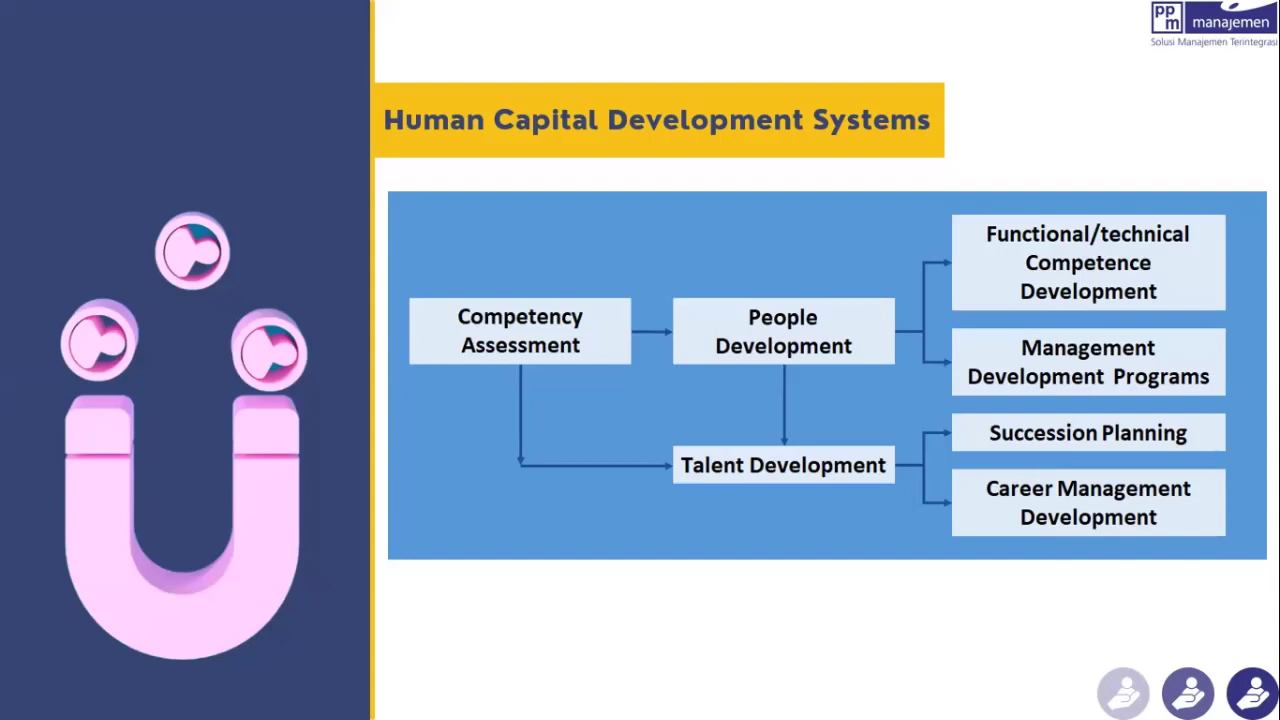 ppm manajemen
Solusi Manajemen Terintegrasi
Human Capital Development Systems
Competency
Assessment
People
Development
Talent Development
Functional/technical
Competence
Development
Management
Development Programs
Succession Planning
Career Management
Development